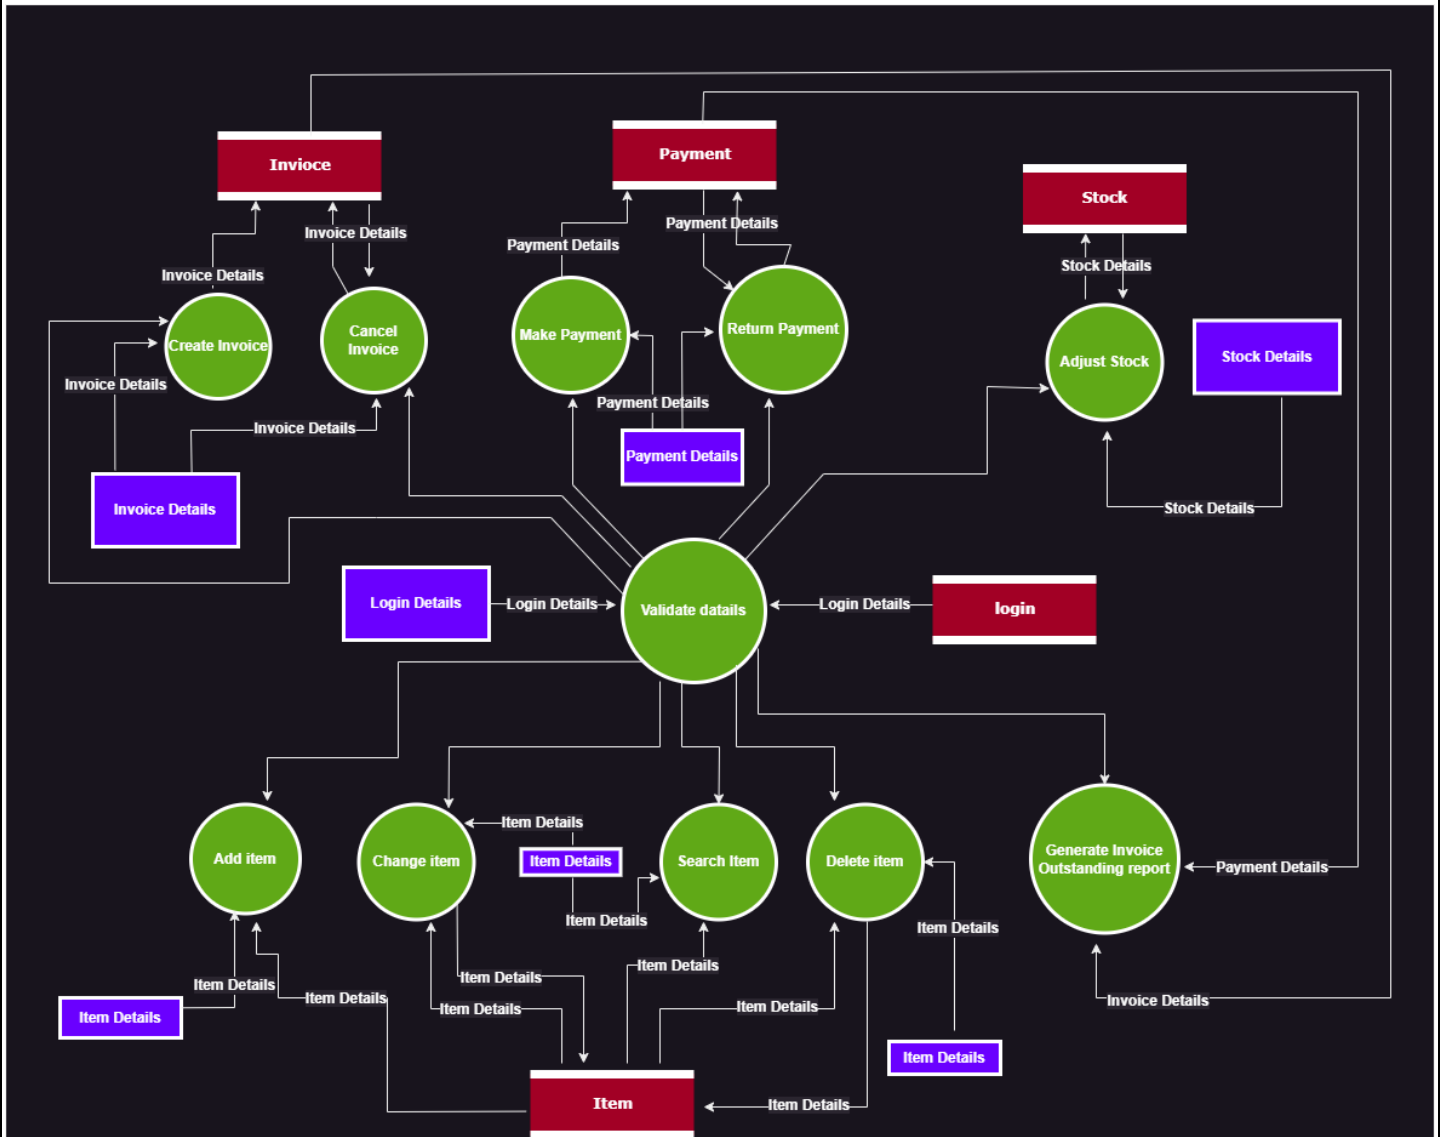 Invioce
Payment
Stock
Invoice Details
Payment Details
Payment Details
Stock Details
Invoice Details
Create Invoice
Cancel
Invoice
Make Payment
Return Payment
Adjust Stock
Stock Details
Invoice Details
Payment Details
Invoice Details
Payment Details
Invoice Details
Stock Details
Login Details
Login Details
Validate datails
Login Details
login
Add item
Change item
Item Details
Item Details
Item Details
Search Item
Delete item
Generate Invoice
Outstanding report
Payment Details
Item Details
Item Details
Item Details
Item Details
Item Details
Item Details
Item Details
Item Details
Invoice Details
Item Details
Item Details
Item
Item Details